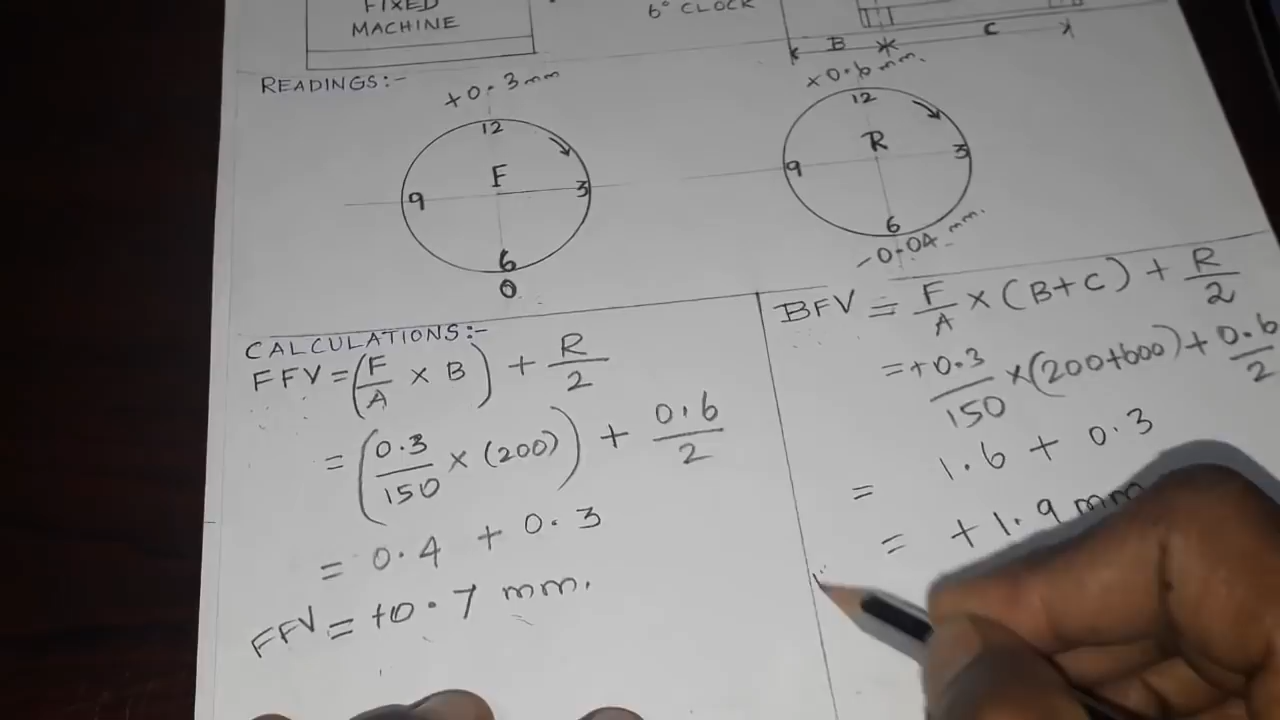 FIXED
MACHINE
6° CLOCK
B
C
READINGS:-
+0.3mm
12
F
9
3
6
0
+0.6 mm.
12
R
9
3
6
-0.04 mm.
CALCULATIONS:-
FFV = (F/A × B) + R/2
= (0.3/150 × (200)) + 0.6/2
= 0.4 + 0.3
FFV = +0.7 mm.
BFV = F/A × (B+C) + R/2
= +0.3/150 × (200+600) + 0.6/2
= 1.6 + 0.3
= +1.9 mm